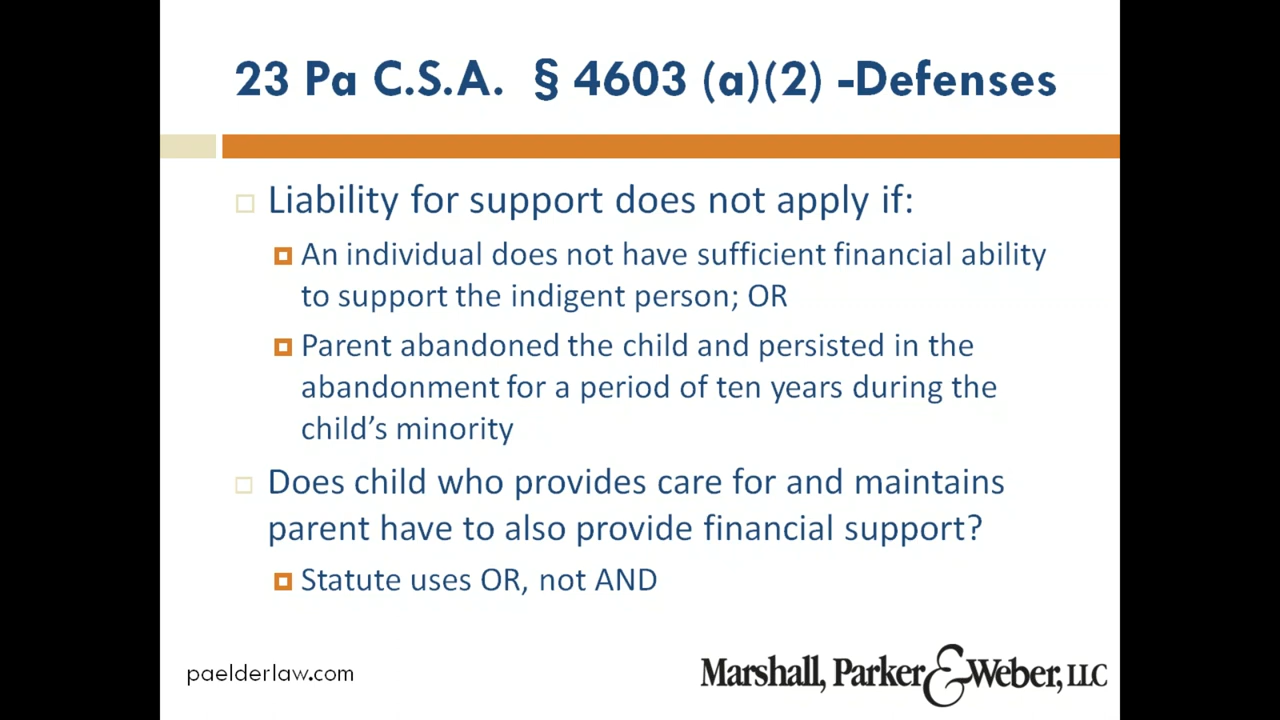 23 Pa C.S.A. § 4603 (a)(2) -Defenses
Liability for support does not apply if:
An individual does not have sufficient financial ability
to support the indigent person; OR
Parent abandoned the child and persisted in the
abandonment for a period of ten years during the
child’s minority
Does child who provides care for and maintains
parent have to also provide financial support?
Statute uses OR, not AND
paelderlaw.com
Marshall, Parker & Weber, LLC